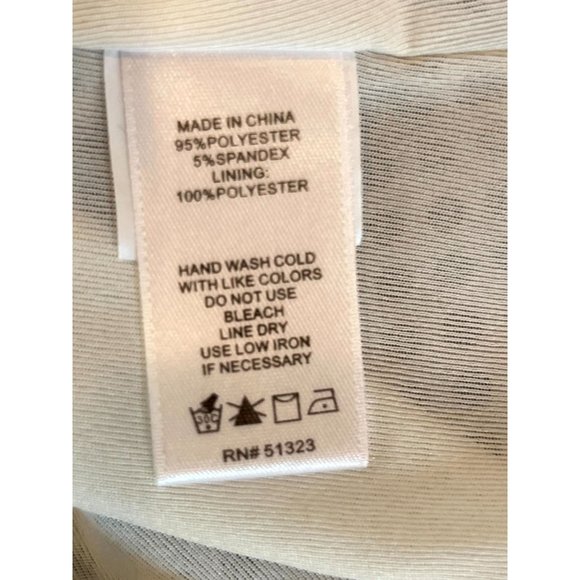 MADE IN CHINA
95%POLYESTER
5%SPANDEX
LINING:
100%POLYESTER
HAND WASH COLD
WITH LIKE COLORS
DO NOT USE
BLEACH
LINE DRY
USE LOW IRON
IF NECESSARY
30C
RN# 51323